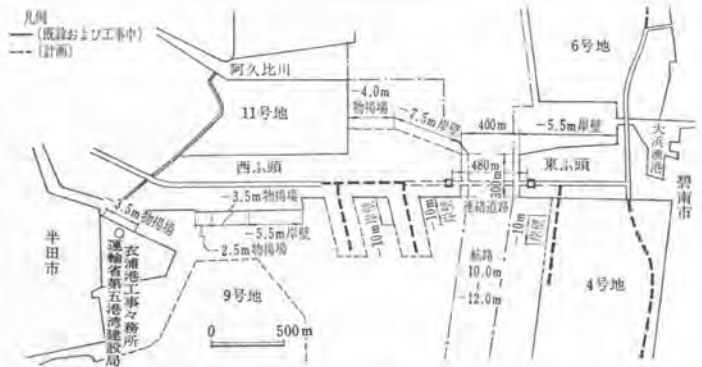 凡例
(既設および工事中)
(計画)
阿久比川
11号地
-4.0m
物揚場
-7.5m岸壁
6号地
400m
-5.5m岸壁
大浜漁港
碧南市
西ふ頭
480m
東ふ頭
300m
連絡道路
-3.5m物揚場
-3.5m物揚場
-5.5m岸壁
-2.5m物揚場
-10m
岸壁
-10m
岸壁
-10m
岸壁
航路
10.0m
-12.0m
半田市
衣浦港工事々務所
運輸省第五港湾建設局
9号地
4号地
0 500m